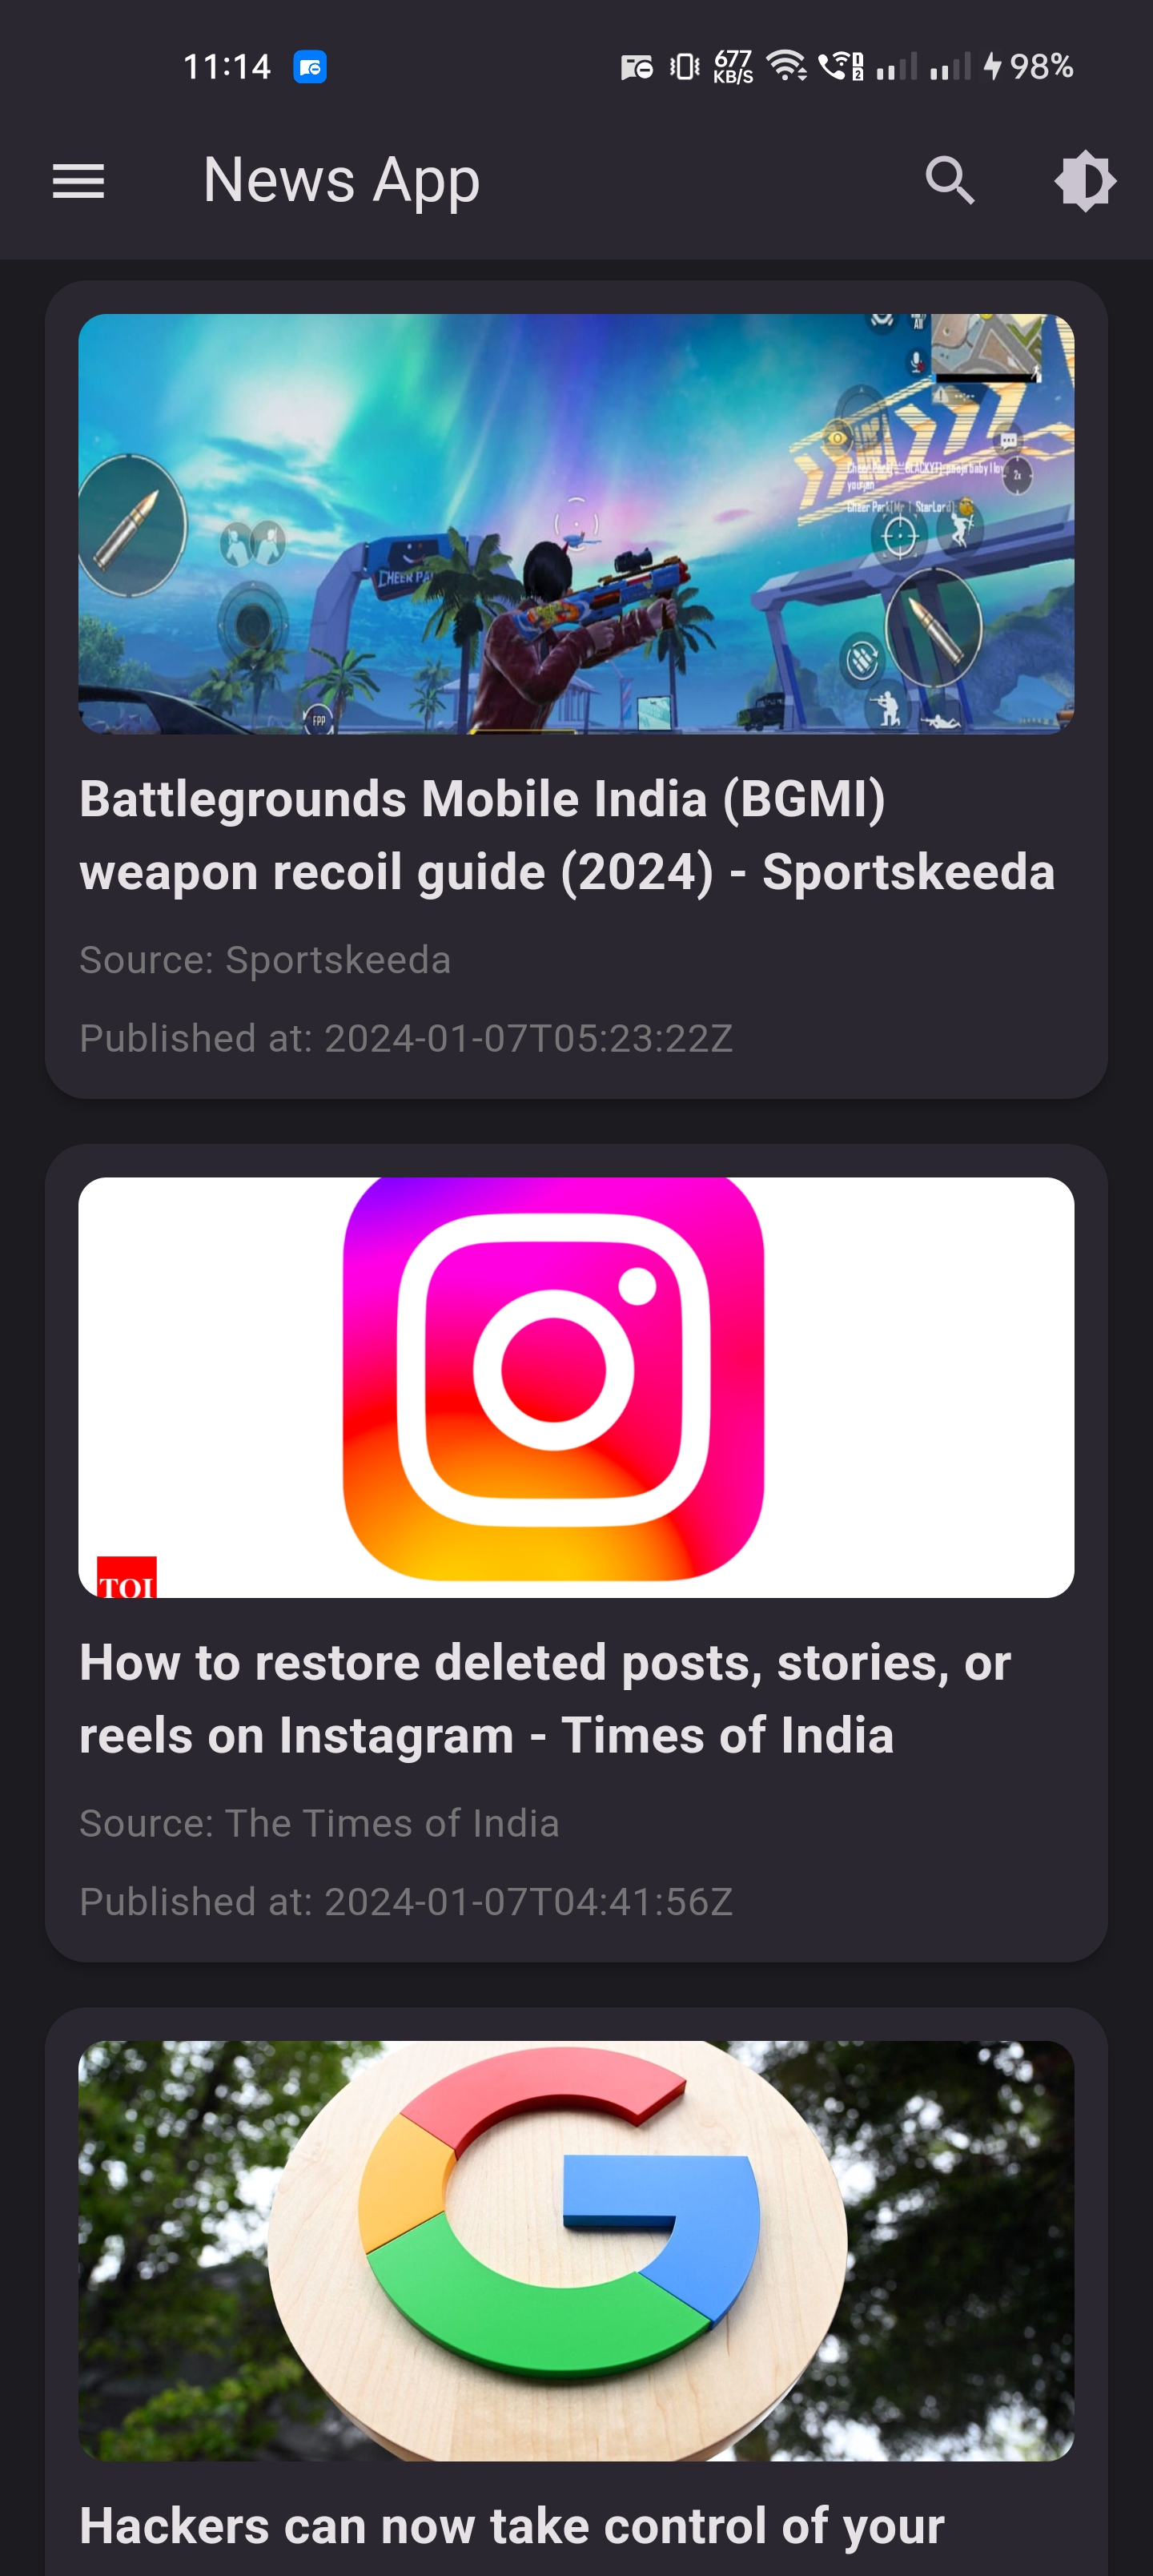 11:14
677
KB/S
98%
News App
All
CHEER PA
2x
FPP
Battlegrounds Mobile India (BGMI)
weapon recoil guide (2024) - Sportskeeda
Source: Sportskeeda
Published at: 2024-01-07T05:23:22Z
TOI
How to restore deleted posts, stories, or
reels on Instagram - Times of India
Source: The Times of India
Published at: 2024-01-07T04:41:56Z
Hackers can now take control of your